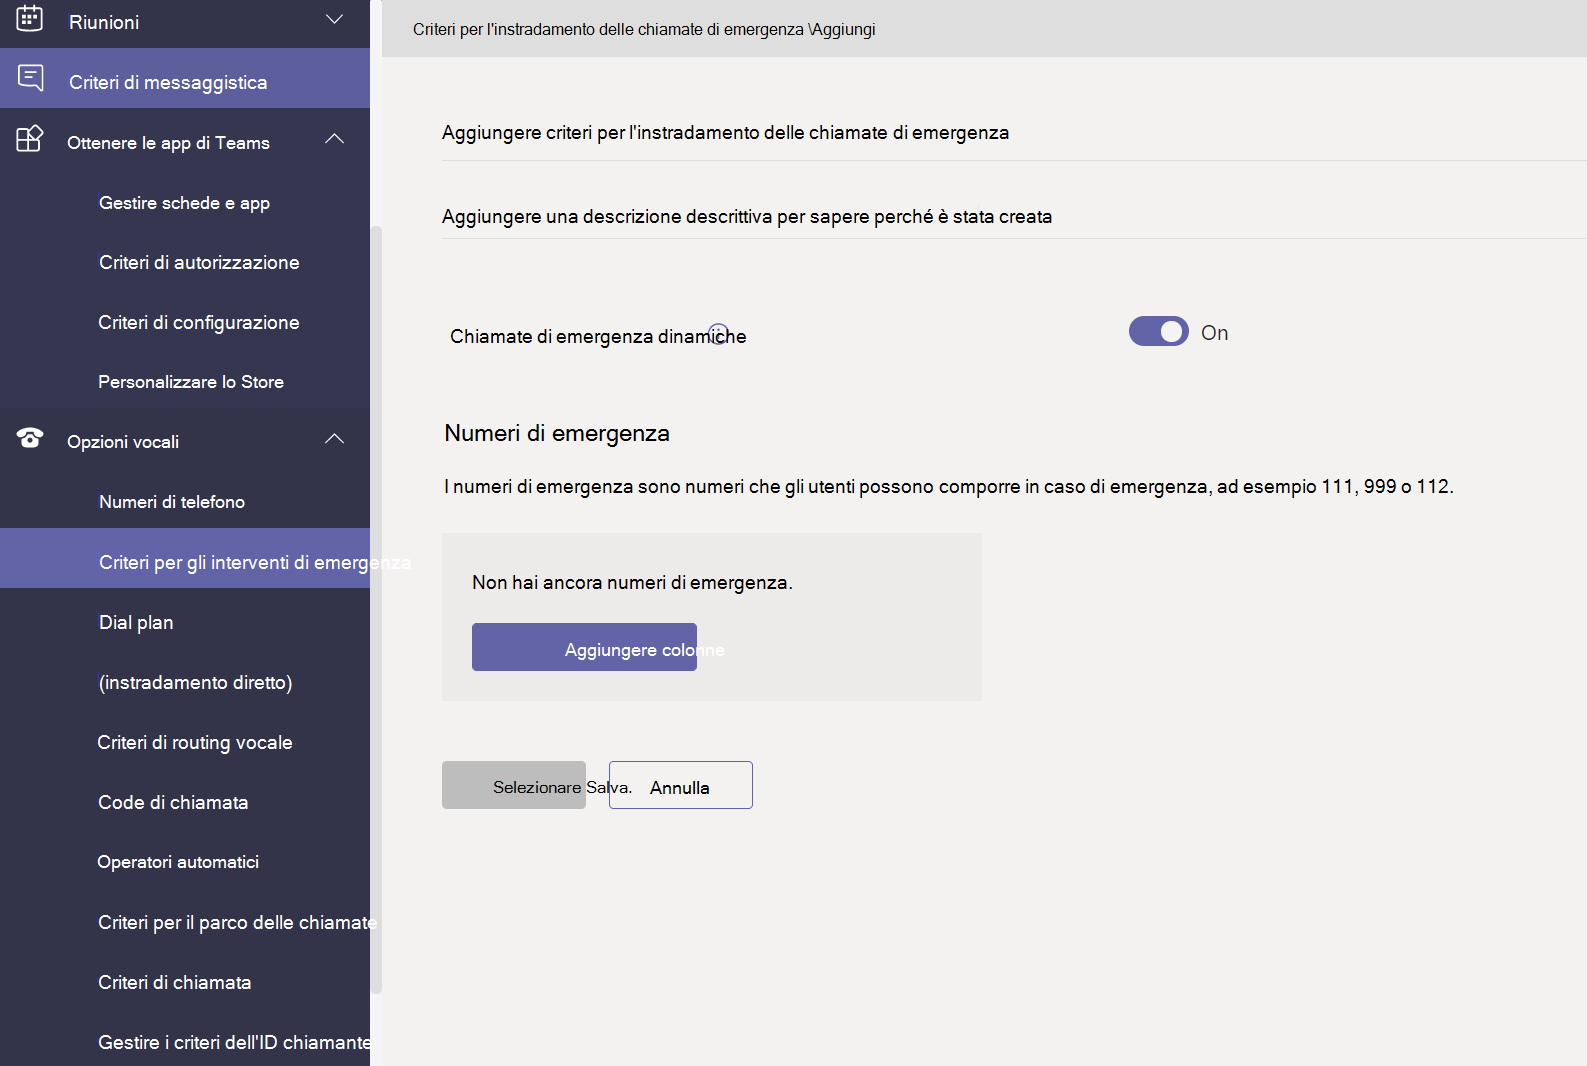 Riunioni
Criteri di messaggistica
Ottenere le app di Teams
Gestire schede e app
Criteri di autorizzazione
Criteri di configurazione
Personalizzare lo Store
Opzioni vocali
Numeri di telefono
Criteri per gli interventi di emergenza
Dial plan
(instradamento diretto)
Criteri di routing vocale
Code di chiamata
Operatori automatici
Criteri per il parco delle chiamate
Criteri di chiamata
Gestire i criteri dell'ID chiamante
Criteri per l'instradamento delle chiamate di emergenza \Aggiungi
Aggiungere criteri per l'instradamento delle chiamate di emergenza
Aggiungere una descrizione descrittiva per sapere perché è stata creata
Chiamate di emergenza dinamiche
On
Numeri di emergenza
I numeri di emergenza sono numeri che gli utenti possono comporre in caso di emergenza, ad esempio 111, 999 o 112.
Non hai ancora numeri di emergenza.
Aggiungere colonne
Selezionare Salva.
Annulla